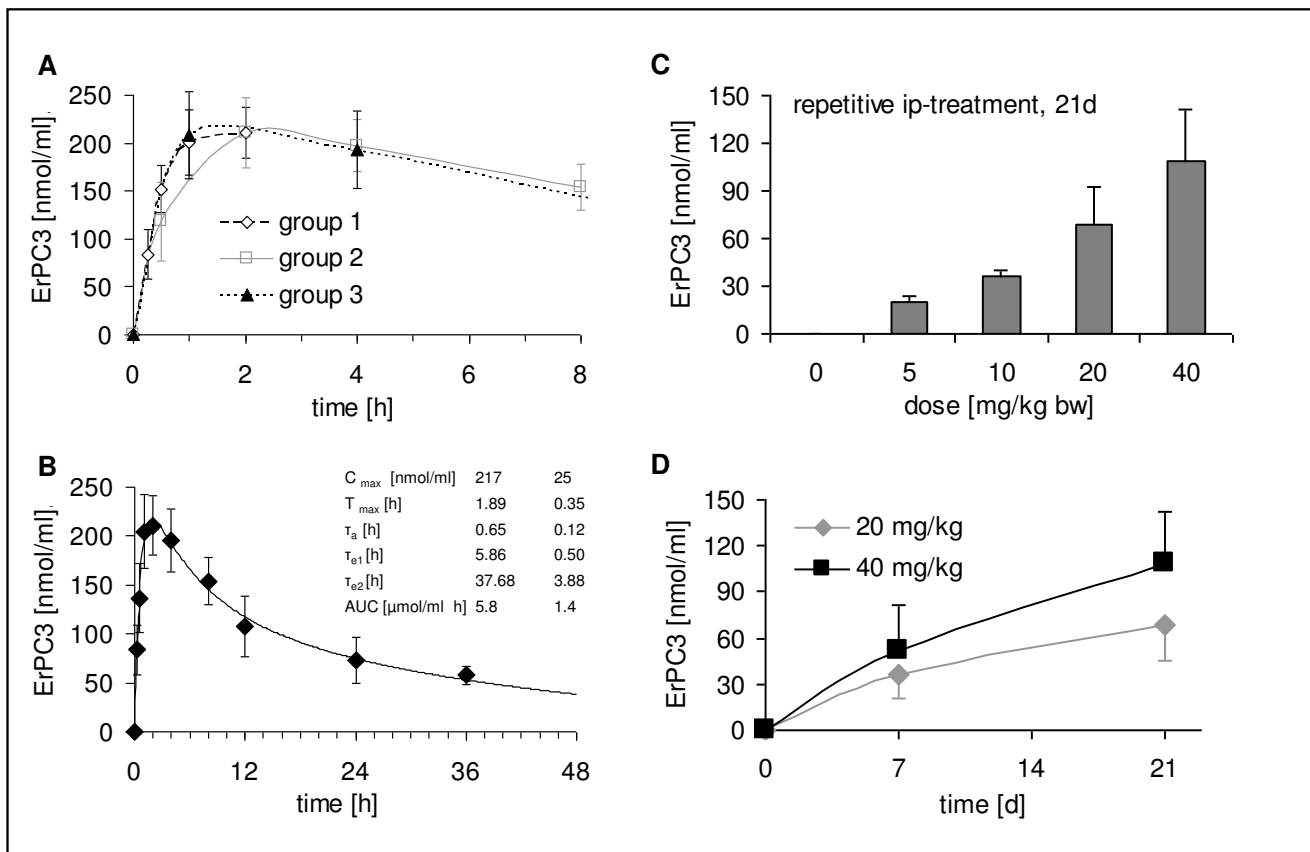 A
250
200
150
100
50
0
ErPC3 [nmol/ml]
group 1
group 2
group 3
0 2 4 6 8
time [h]
B
250
200
150
100
50
0
ErPC3 [nmol/ml]
C max [nmol/ml] 217 25
T max [h] 1.89 0.35
τa [h] 0.65 0.12
τe1 [h] 5.86 0.50
τe2 [h] 37.68 3.88
AUC [µmol/ml h] 5.8 1.4
0 12 24 36 48
time [h]
C
150
120
90
60
30
0
ErPC3 [nmol/ml]
repetitive ip-treatment, 21d
0 5 10 20 40
dose [mg/kg bw]
D
150
120
90
60
30
0
ErPC3 [nmol/ml]
20 mg/kg
40 mg/kg
0 7 14 21
time [d]